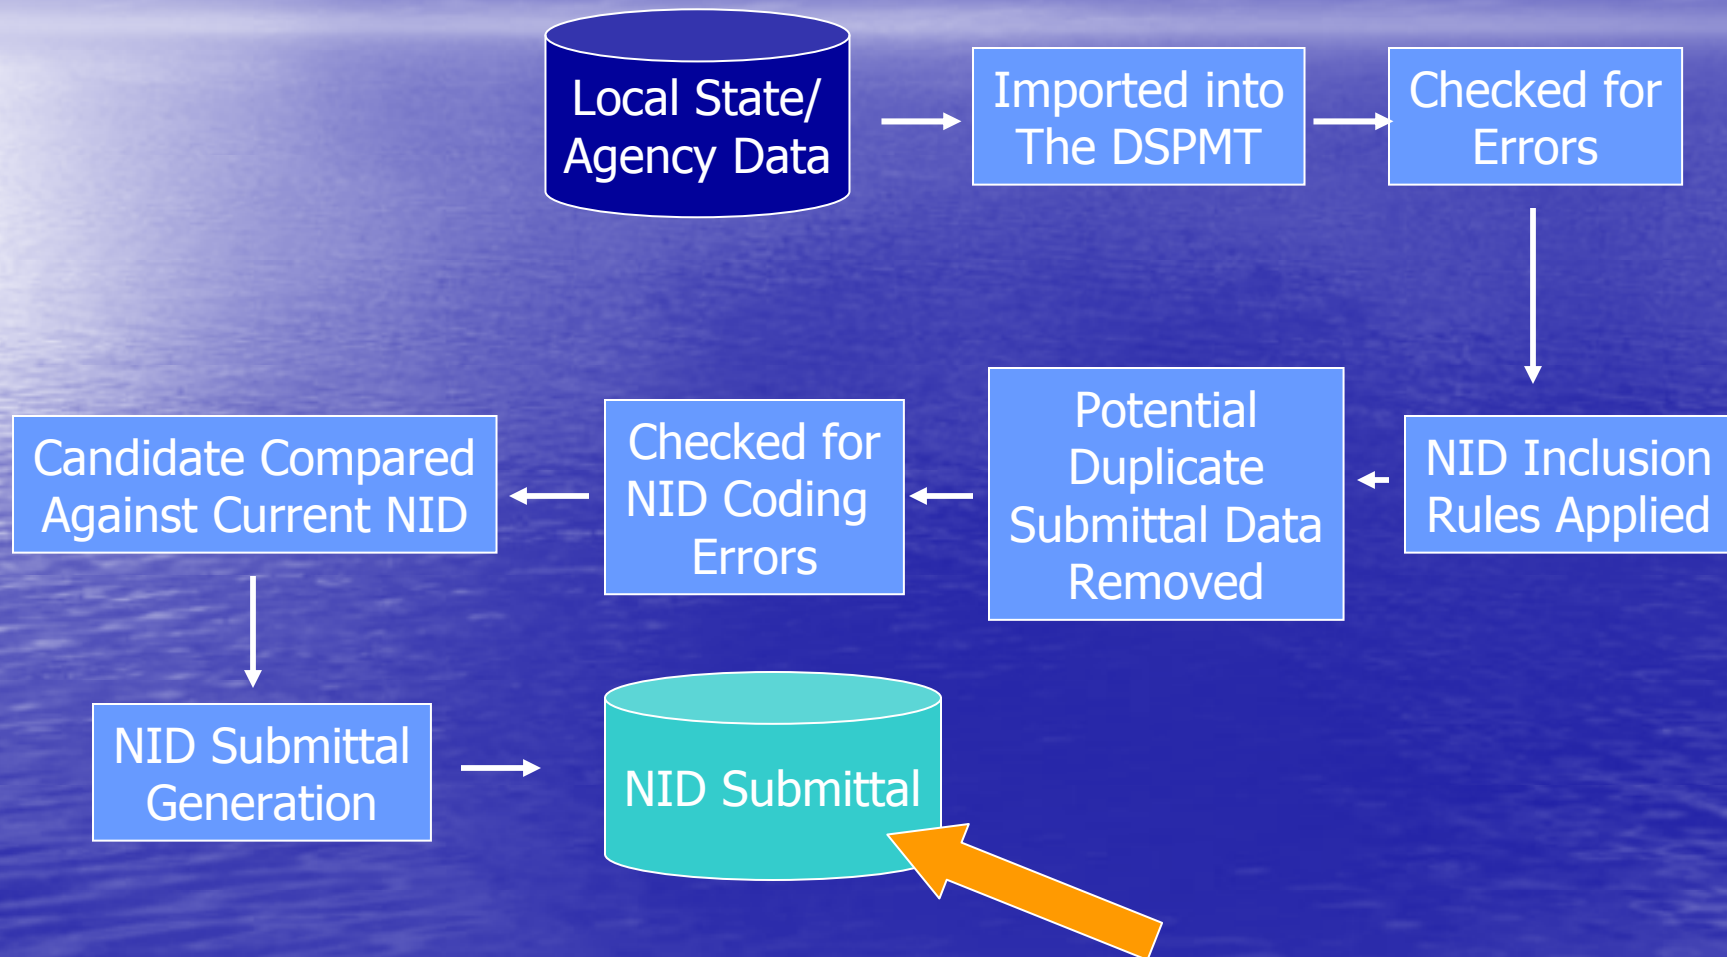 Local State/
Agency Data
Imported into
The DSPMT
Checked for
Errors
NID Inclusion
Rules Applied
Potential
Duplicate
Submittal Data
Removed
Checked for
NID Coding
Errors
Candidate Compared
Against Current NID
NID Submittal
Generation
NID Submittal